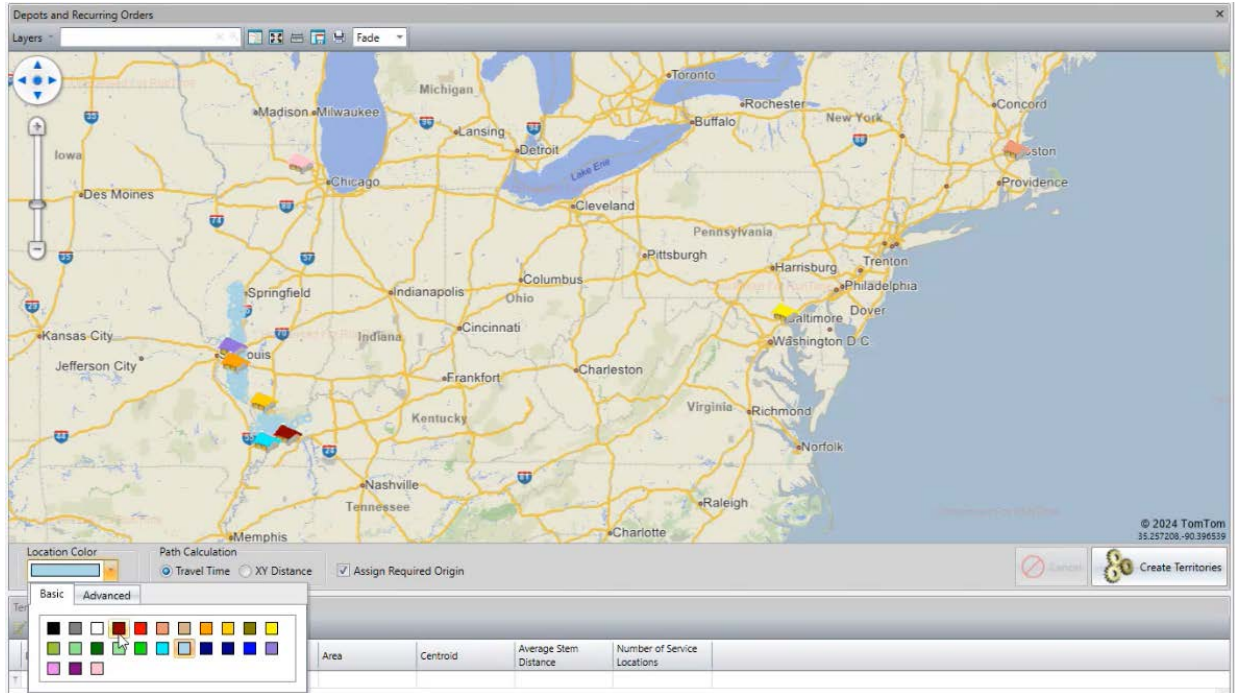 Depots and Recurring Orders
Layers
Fade
Toronto
Michigan
Rochester
Concord
Madison
Milwaukee
Buffalo
New York
Lansing
Detroit
ston
Iowa
Lake Erie
Chicago
Providence
Des Moines
Cleveland
Pennsylvania
Pittsburgh
Trenton
Harrisburg
Columbus
Philadelphia
Springfield
Indianapolis
Ohio
Baltimore
Dover
Cincinnati
Kansas City
Indiana
Washington D C
ouis
Jefferson City
Charleston
Frankfort
Virginia
Richmond
Kentucky
Norfolk
Nashville
Raleigh
Tennessee
Charlotte
Memphis
© 2024 TomTom
35.257208,-90.396539
Location Color
Path Calculation
Travel Time
XY Distance
Assign Required Origin
Cancel
Create Territories
Basic
Advanced
Ter
Area
Centroid
Average Stem Distance
Number of Service Locations